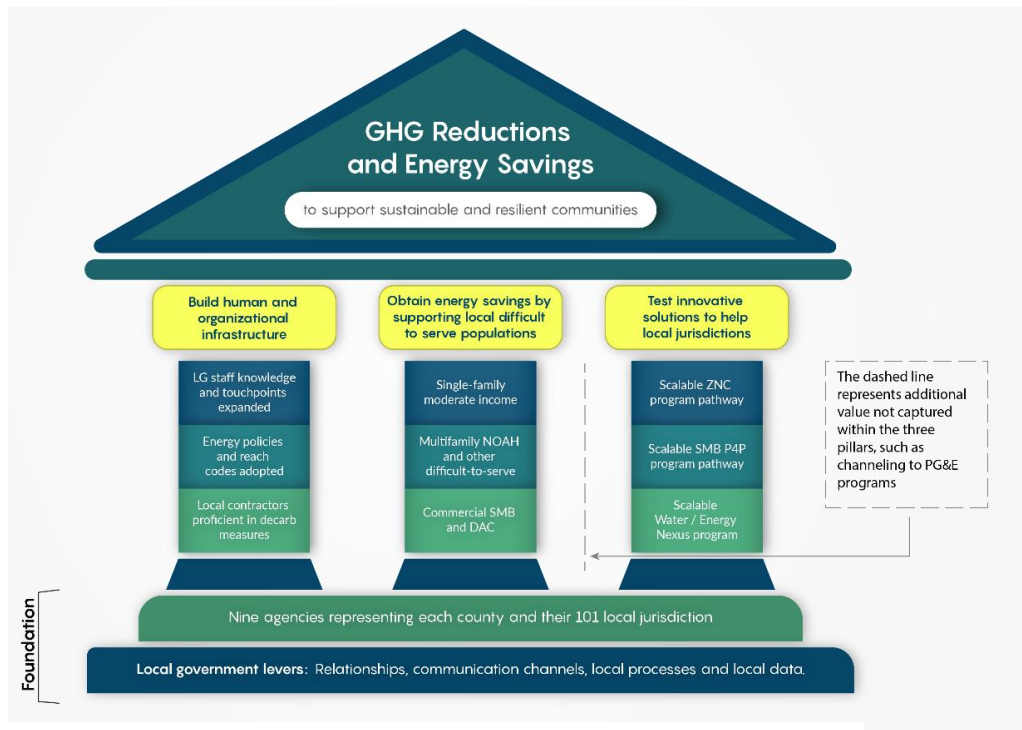 GHG Reductions
and Energy Savings
to support sustainable and resilient communities
Build human and
organizational
infrastructure
LG staff knowledge
and touchpoints
expanded
Energy policies
and reach
codes adopted
Local contractors
proficient in decarb
measures
Obtain energy savings by
supporting local difficult
to serve populations
Single-family
moderate income
Multifamily NOAH
and other
difficult-to-serve
Commercial SMB
and DAC
Test innovative
solutions to help
local jurisdictions
Scalable ZNC
program pathway
Scalable SMB P4P
program pathway
Scalable
Water / Energy
Nexus program
The dashed line
represents additional
value not captured
within the three
pillars, such as
channeling to PG&E
programs
Foundation
Nine agencies representing each county and their 101 local jurisdiction
Local government levers: Relationships, communication channels, local processes and local data.